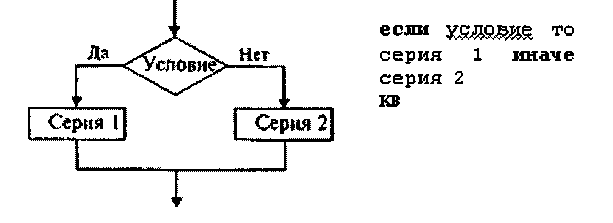 Да Условие Нет
Серия 1 Серия 2
если условие то
серия 1 иначе
серия 2
кв